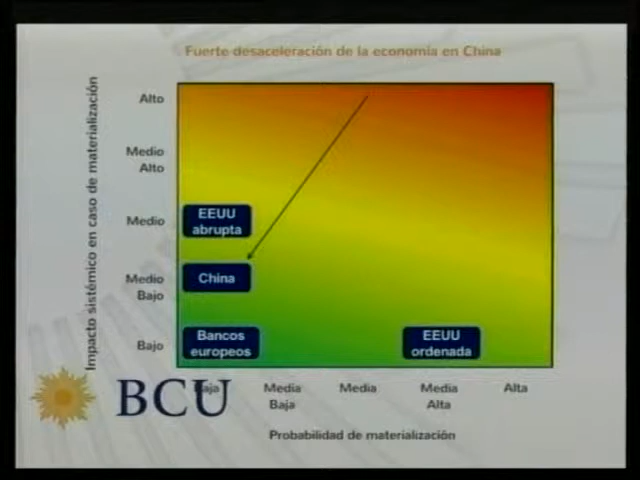 Fuerte desaceleración de la economía en China
Impacto sistémico en caso de materialización
Alto
Medio
Alto
Medio
Medio
Bajo
Bajo
EEUU
abrupta
China
Bancos
europeos
EEUU
ordenada
Baja
Media
Baja
Media
Media
Alta
Alta
BCU
Probabilidad de materialización